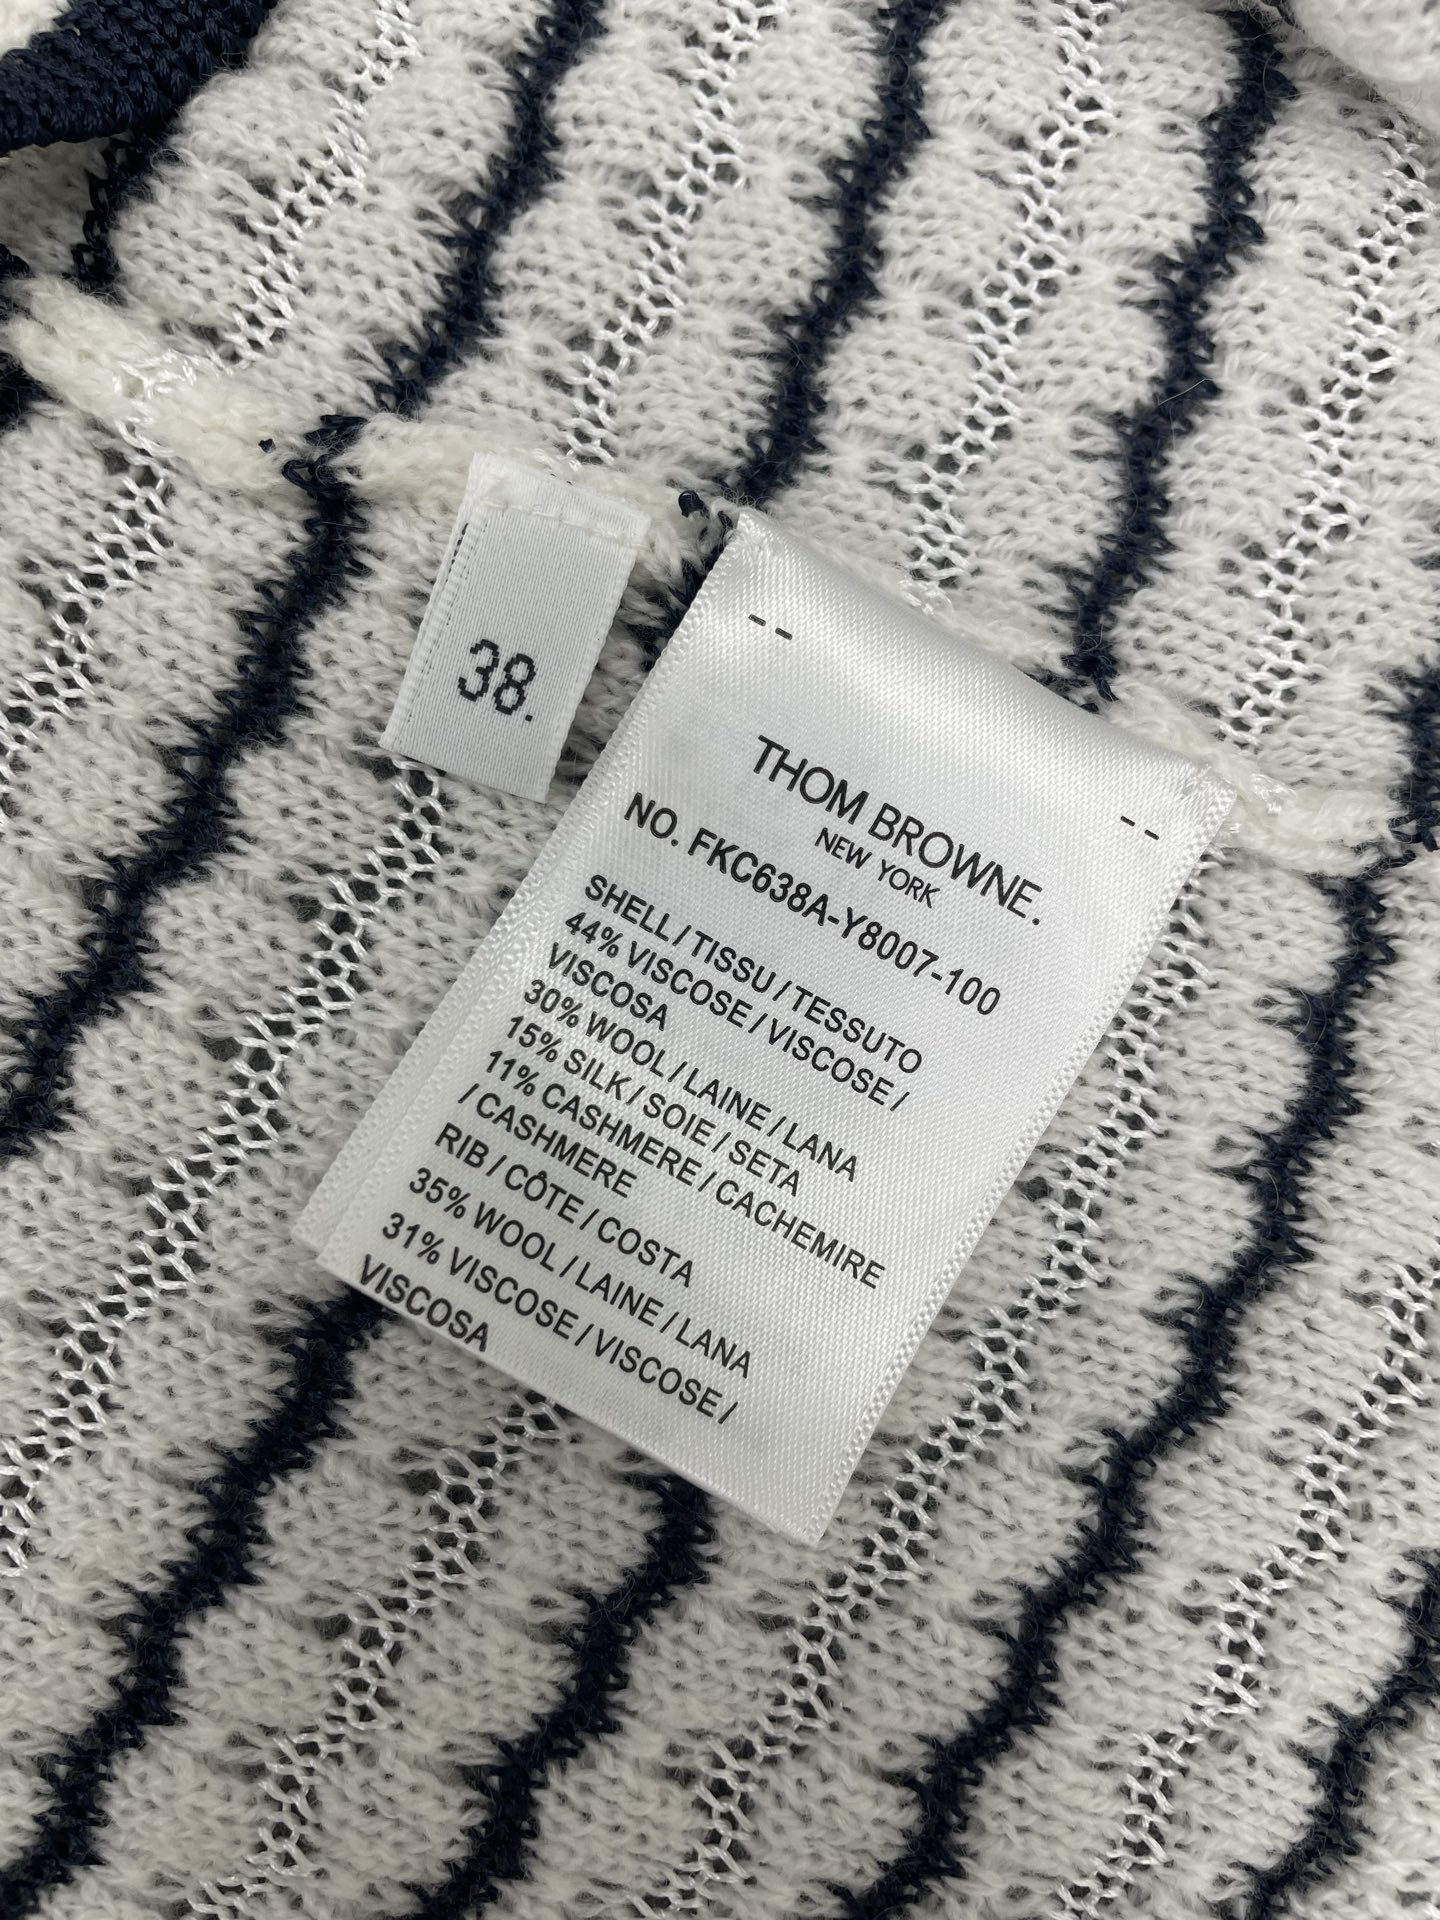 38.
--
--
THOM BROWNE.
NEW YORK
NO. FKC638A-Y8007-100
SHELL / TISSU / TESSUTO
44% VISCOSE / VISCOSE /
VISCOSA
30% WOOL / LAINE / LANA
15% SILK / SOIE / SETA
11% CASHMERE / CACHEMIRE
/ CASHMERE
RIB / CÔTE / COSTA
35% WOOL / LAINE / LANA
31% VISCOSE / VISCOSE /
VISCOSA